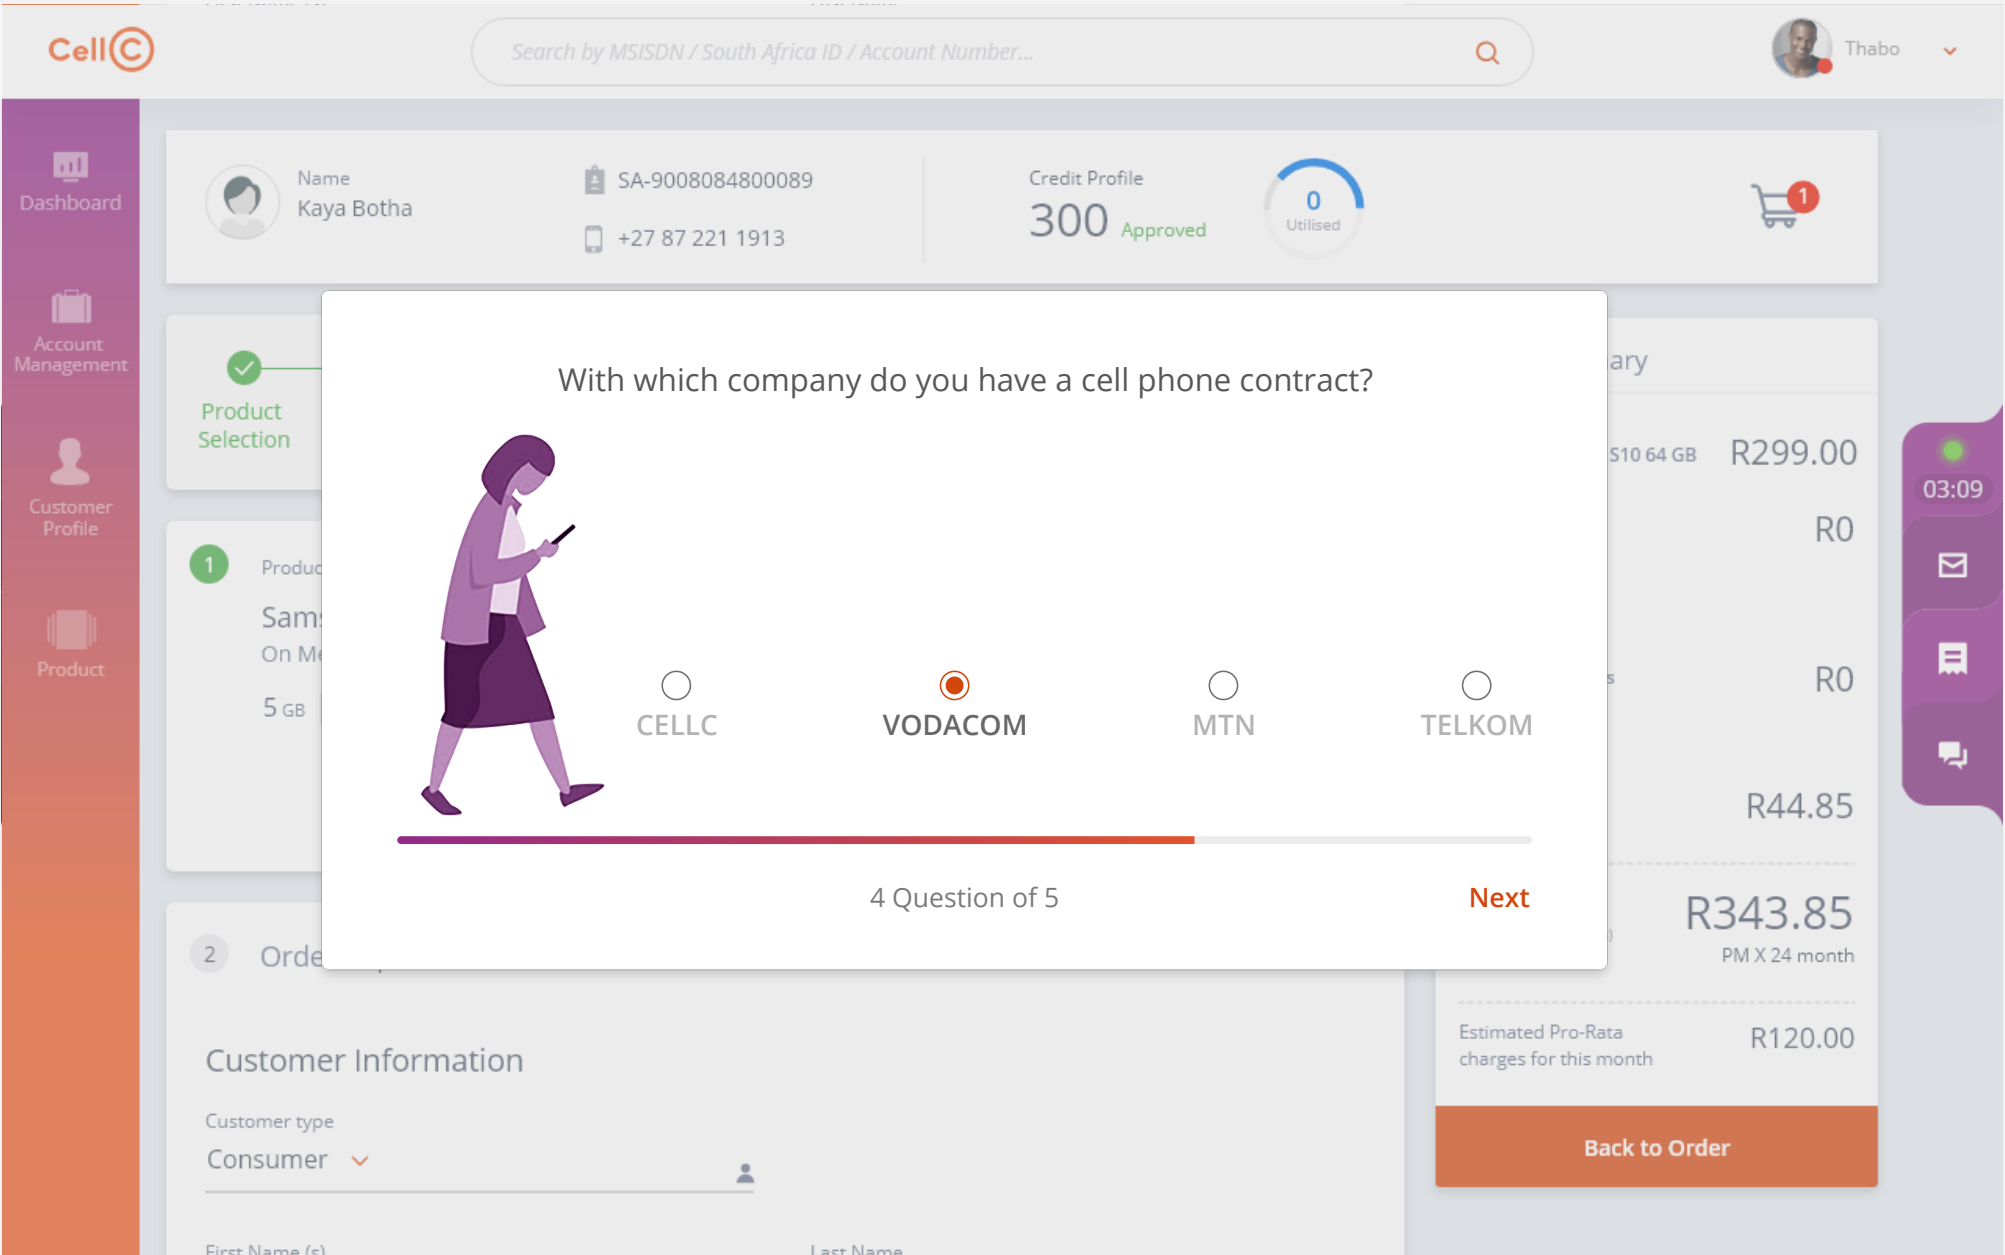 Cell C
Search by MSISDN / South Africa ID / Account Number...
Thabo
Dashboard
Account
Management
Customer
Profile
Product
Name
Kaya Botha
SA-9008084800089
+27 87 221 1913
Credit Profile
300 Approved
0
Utilised
1
Product
Selection
1
Produc
Sams
On Me
5 GB
With which company do you have a cell phone contract?
CELLC
VODACOM
MTN
TELKOM
4 Question of 5
Next
ary
S10 64 GB R299.00
R0
s R0
R44.85
R343.85
PM X 24 month
Estimated Pro-Rata
charges for this month
R120.00
Back to Order
03:09
2
Orde
Customer Information
Customer type
Consumer
First Name (s)
Last Name